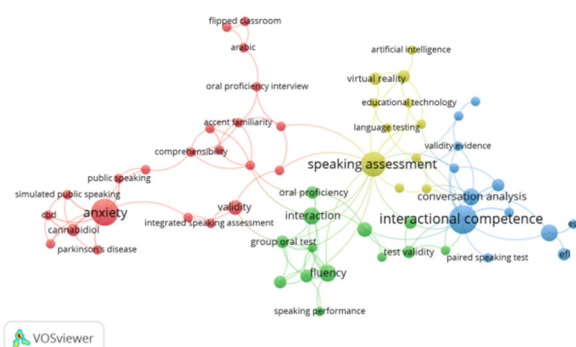 flipped classroom
arabic
artificial intelligence
virtual reality
oral proficiency interview
educational technology
accent familiarity
language testing
comprehensibility
validity evidence
speaking assessment
public speaking
simulated public speaking
oral proficiency
conversation analysis
anxiety
validity
cbd
interaction
interactional competence
integrated speaking assessment
cannabidiol
group oral test
parkinson's disease
test validity
paired speaking test
efl
fluency
speaking performance
VOSviewer